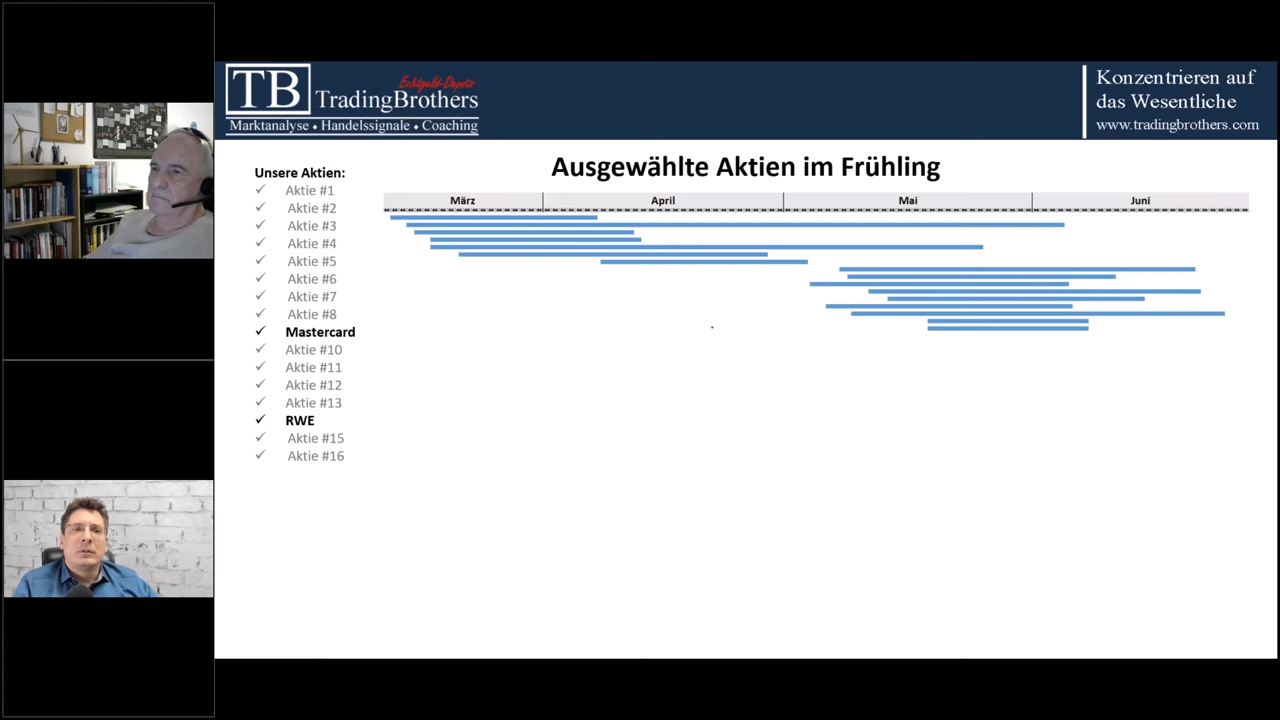 TB
Echtgeld-Depots
TradingBrothers
Marktanalyse ♦ Handelssignale ♦ Coaching
Konzentrieren auf
das Wesentliche
www.tradingbrothers.com
Ausgewählte Aktien im Frühling
Unsere Aktien:
✓ Aktie #1
✓ Aktie #2
✓ Aktie #3
✓ Aktie #4
✓ Aktie #5
✓ Aktie #6
✓ Aktie #7
✓ Aktie #8
✓ Mastercard
✓ Aktie #10
✓ Aktie #11
✓ Aktie #12
✓ Aktie #13
✓ RWE
✓ Aktie #15
✓ Aktie #16
März April Mai Juni